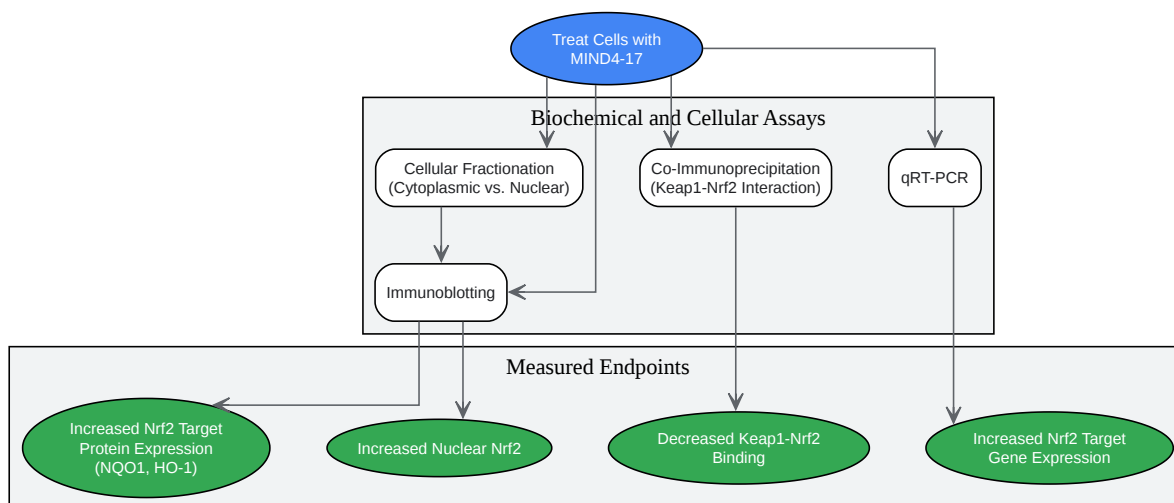 Treat Cells with
MIND4-17
Biochemical and Cellular Assays
Cellular Fractionation
(Cytoplasmic vs. Nuclear)
Co-Immunoprecipitation
(Keap1-Nrf2 Interaction)
qRT-PCR
Immunoblotting
Measured Endpoints
Increased Nrf2 Target
Protein Expression
(NQO1, HO-1)
Increased Nuclear Nrf2
Decreased Keap1-Nrf2
Binding
Increased Nrf2 Target
Gene Expression